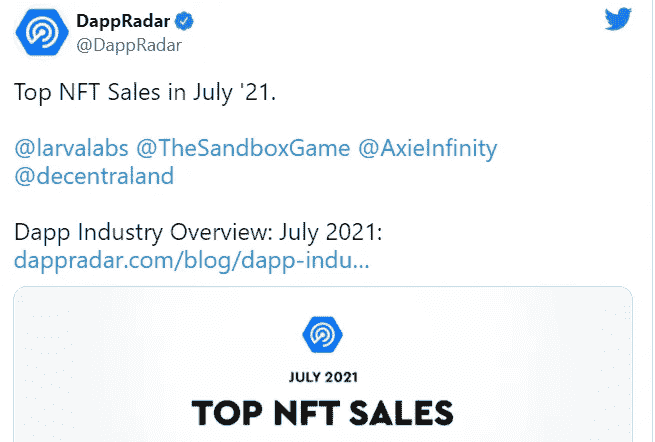 DappRadar
@DappRadar
Top NFT Sales in July '21.
@larvalabs @TheSandboxGame @AxieInfinity
@decentraland
Dapp Industry Overview: July 2021:
dappradar.com/blog/dapp-indu...
JULY 2021
TOP NFT SALES